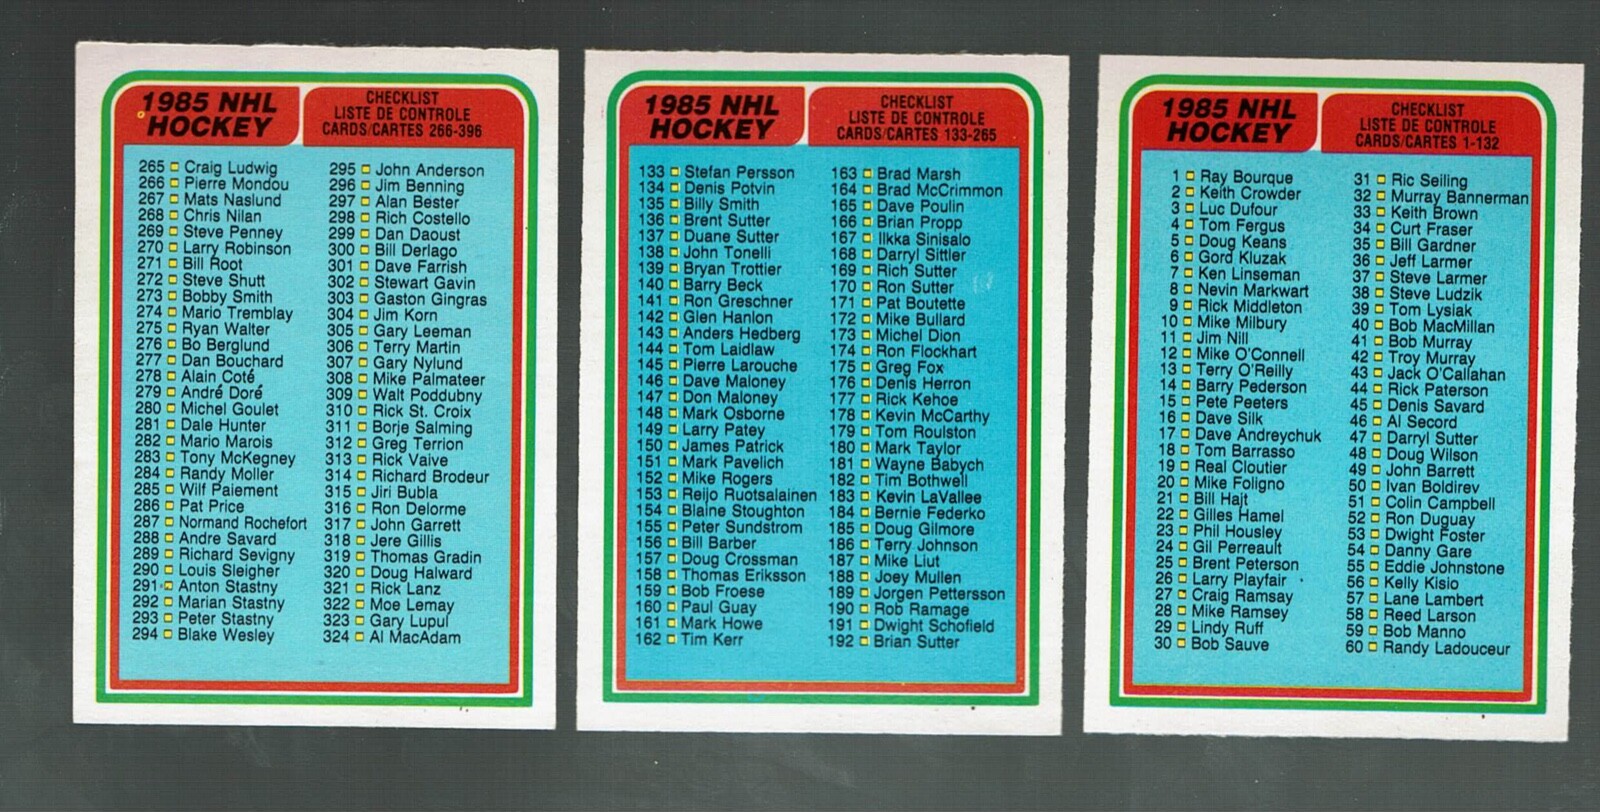 1985 NHL
HOCKEY
CHECKLIST
LISTE DE CONTROLE
CARDS/CARTES 266-396
265 Craig Ludwig
266 Pierre Mondou
267 Mats Naslund
268 Chris Nilan
269 Steve Penney
270 Larry Robinson
271 Bill Root
272 Steve Shutt
273 Bobby Smith
274 Mario Tremblay
275 Ryan Walter
276 Bo Berglund
277 Dan Bouchard
278 Alain Coté
279 André Doré
280 Michel Goulet
281 Dale Hunter
282 Mario Marois
283 Tony McKegney
284 Randy Moller
285 Wilf Paiement
286 Pat Price
287 Normand Rochefort
288 Andre Savard
289 Richard Sevigny
290 Louis Sleigher
291 Anton Stastny
292 Marian Stastny
293 Peter Stastny
294 Blake Wesley
295 John Anderson
296 Jim Benning
297 Alan Bester
298 Rich Costello
299 Dan Daoust
300 Bill Derlago
301 Dave Farrish
302 Stewart Gavin
303 Gaston Gingras
304 Jim Korn
305 Gary Leeman
306 Terry Martin
307 Gary Nylund
308 Mike Palmateer
309 Walt Poddubny
310 Rick St. Croix
311 Borje Salming
312 Greg Terrion
313 Rick Vaive
314 Richard Brodeur
315 Jiri Bubla
316 Ron Delorme
317 John Garrett
318 Jere Gillis
319 Thomas Gradin
320 Doug Halward
321 Rick Lanz
322 Moe Lemay
323 Gary Lupul
324 Al MacAdam
1985 NHL
HOCKEY
CHECKLIST
LISTE DE CONTROLE
CARDS/CARTES 133-265
133 Stefan Persson
134 Denis Potvin
135 Billy Smith
136 Brent Sutter
137 Duane Sutter
138 John Tonelli
139 Bryan Trottier
140 Barry Beck
141 Ron Greschner
142 Glen Hanlon
143 Anders Hedberg
144 Tom Laidlaw
145 Pierre Larouche
146 Dave Maloney
147 Don Maloney
148 Mark Osborne
149 Larry Patey
150 James Patrick
151 Mark Pavelich
152 Mike Rogers
153 Reijo Ruotsalainen
154 Blaine Stoughton
155 Peter Sundstrom
156 Bill Barber
157 Doug Crossman
158 Thomas Eriksson
159 Bob Froese
160 Paul Guay
161 Mark Howe
162 Tim Kerr
163 Brad Marsh
164 Brad McCrimmon
165 Dave Poulin
166 Brian Propp
167 Ilkka Sinisalo
168 Darryl Sittler
169 Rich Sutter
170 Ron Sutter
171 Pat Boutette
172 Mike Bullard
173 Michel Dion
174 Ron Flockhart
175 Greg Fox
176 Denis Herron
177 Rick Kehoe
178 Kevin McCarthy
179 Tom Roulston
180 Mark Taylor
181 Wayne Babych
182 Tim Bothwell
183 Kevin LaVallee
184 Bernie Federko
185 Doug Gilmore
186 Terry Johnson
187 Mike Liut
188 Joey Mullen
189 Jorgen Pettersson
190 Rob Ramage
191 Dwight Schofield
192 Brian Sutter
1985 NHL
HOCKEY
CHECKLIST
LISTE DE CONTROLE
CARDS/CARTES 1-132
1 Ray Bourque
2 Keith Crowder
3 Luc Dufour
4 Tom Fergus
5 Doug Keans
6 Gord Kluzak
7 Ken Linseman
8 Nevin Markwart
9 Rick Middleton
10 Mike Milbury
11 Jim Nill
12 Mike O'Connell
13 Terry O'Reilly
14 Barry Pederson
15 Pete Peeters
16 Dave Silk
17 Dave Andreychuk
18 Tom Barrasso
19 Real Cloutier
20 Mike Foligno
21 Bill Hajt
22 Gilles Hamel
23 Phil Housley
24 Gil Perreault
25 Brent Peterson
26 Larry Playfair
27 Craig Ramsay
28 Mike Ramsey
29 Lindy Ruff
30 Bob Sauve
31 Ric Seiling
32 Murray Bannerman
33 Keith Brown
34 Curt Fraser
35 Bill Gardner
36 Jeff Larmer
37 Steve Larmer
38 Steve Ludzik
39 Tom Lysiak
40 Bob MacMillan
41 Bob Murray
42 Troy Murray
43 Jack O'Callahan
44 Rick Paterson
45 Denis Savard
46 Al Secord
47 Darryl Sutter
48 Doug Wilson
49 John Barrett
50 Ivan Boldirev
51 Colin Campbell
52 Ron Duguay
53 Dwight Foster
54 Danny Gare
55 Eddie Johnstone
56 Kelly Kisio
57 Lane Lambert
58 Reed Larson
59 Bob Manno
60 Randy Ladouceur